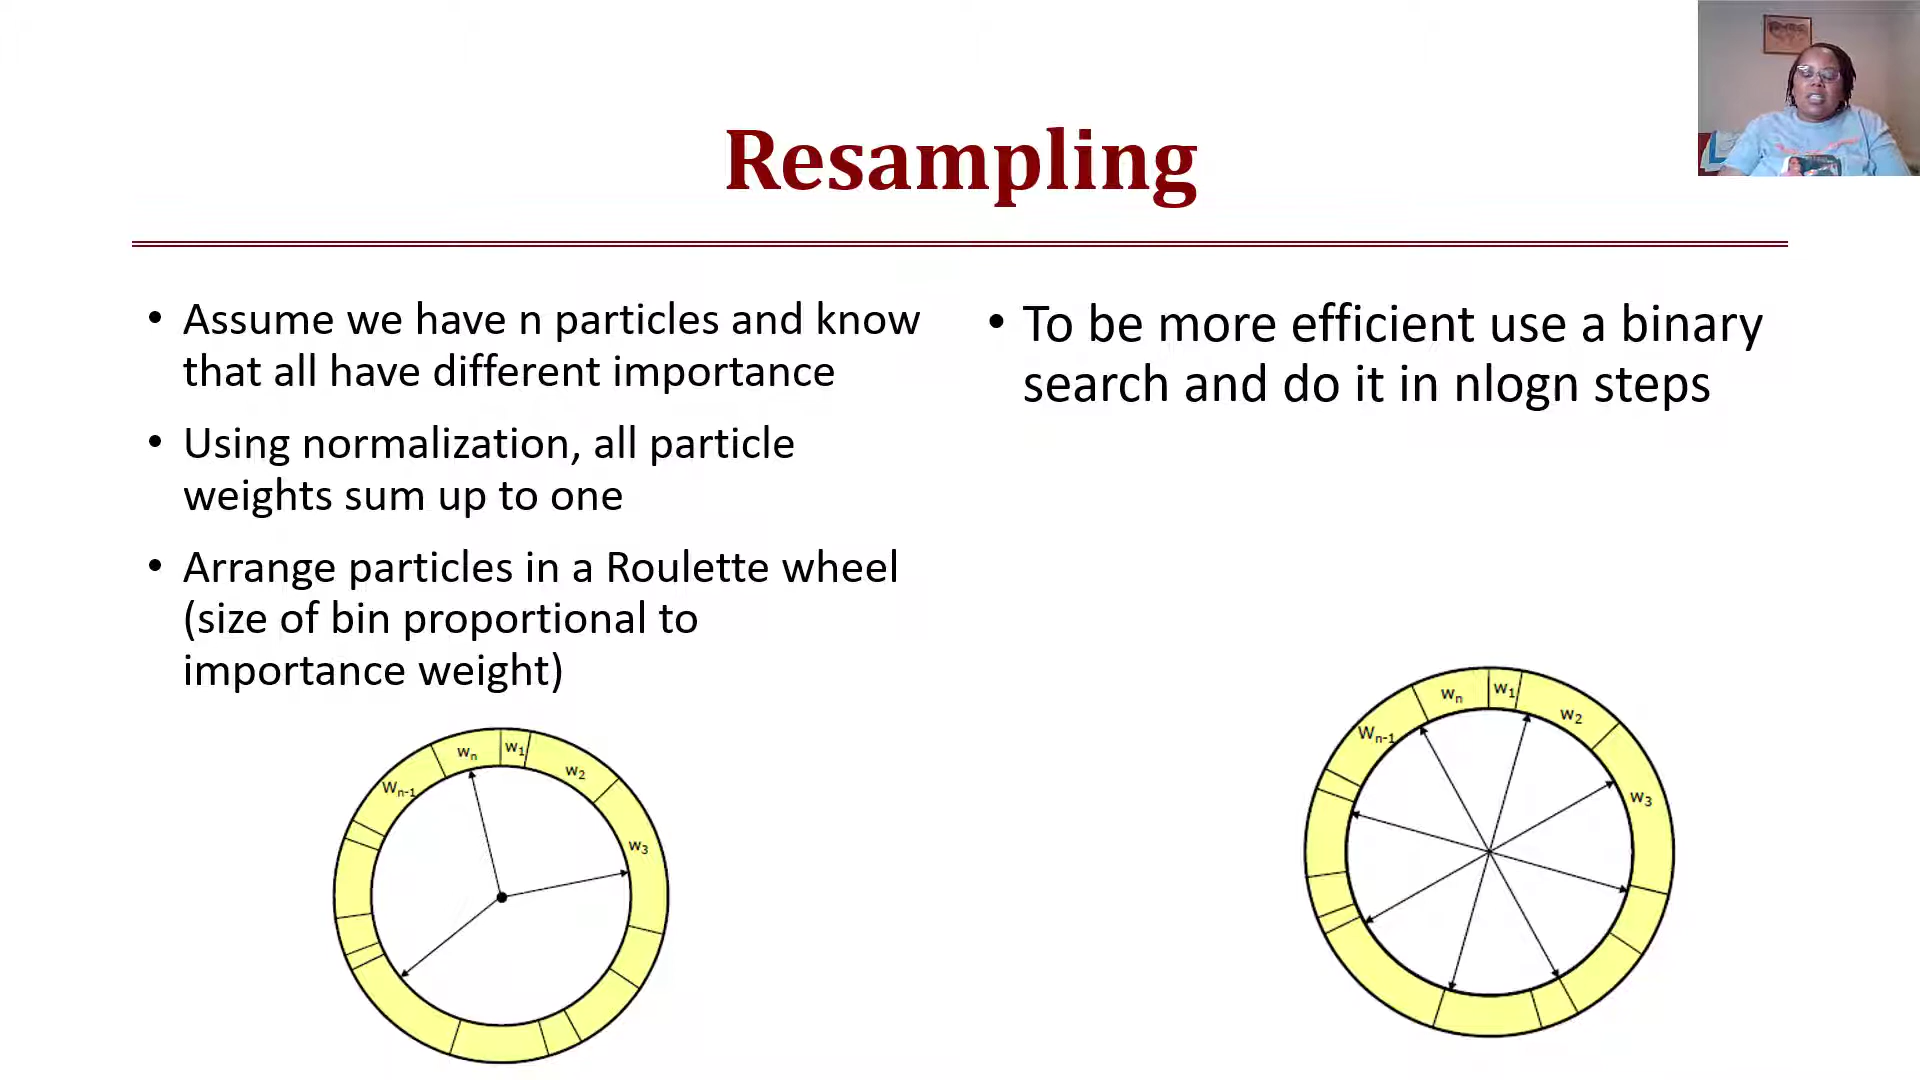 Resampling
• Assume we have n particles and know
that all have different importance
• Using normalization, all particle
weights sum up to one
• Arrange particles in a Roulette wheel
(size of bin proportional to
importance weight)
• To be more efficient use a binary
search and do it in nlogn steps
wn w1
w2
Wn-1
w3
wn w1
w2
Wn-1
w3